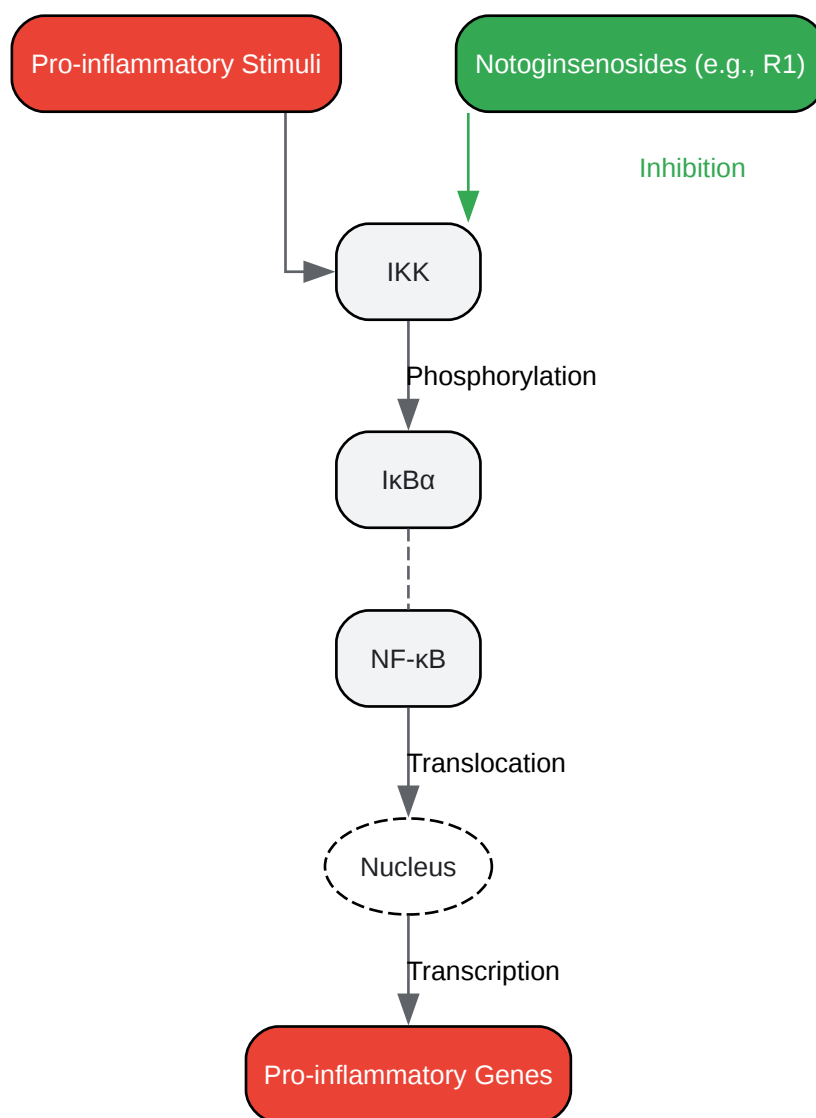 Pro-inflammatory Stimuli
Notoginsenosides (e.g., R1)
Inhibition
IKK
Phosphorylation
IκBα
NF-κB
Translocation
Nucleus
Transcription
Pro-inflammatory Genes